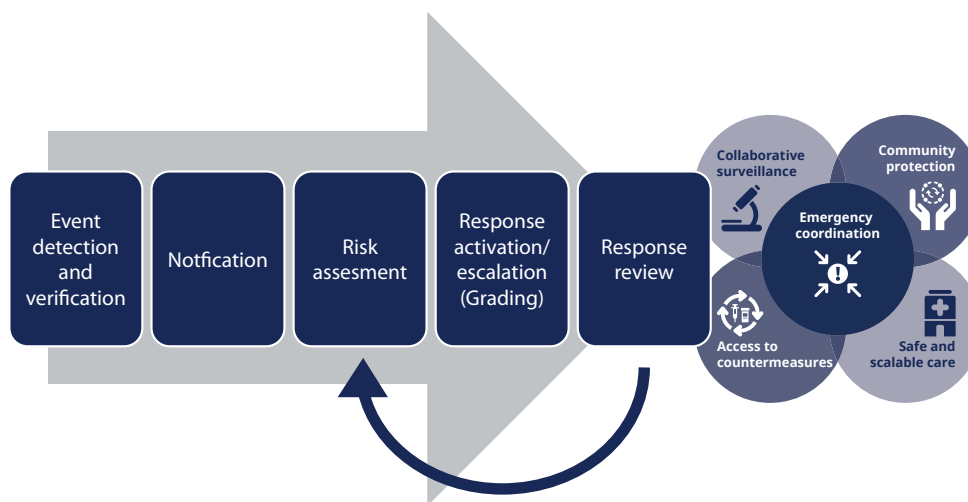 Event
detection
and
verification
Notfication
Risk
assesment
Response
activation/
escalation
(Grading)
Response
review
Collaborative
surveillance
Community
protection
Emergency
coordination
Access to
countermeasures
Safe and
scalable care